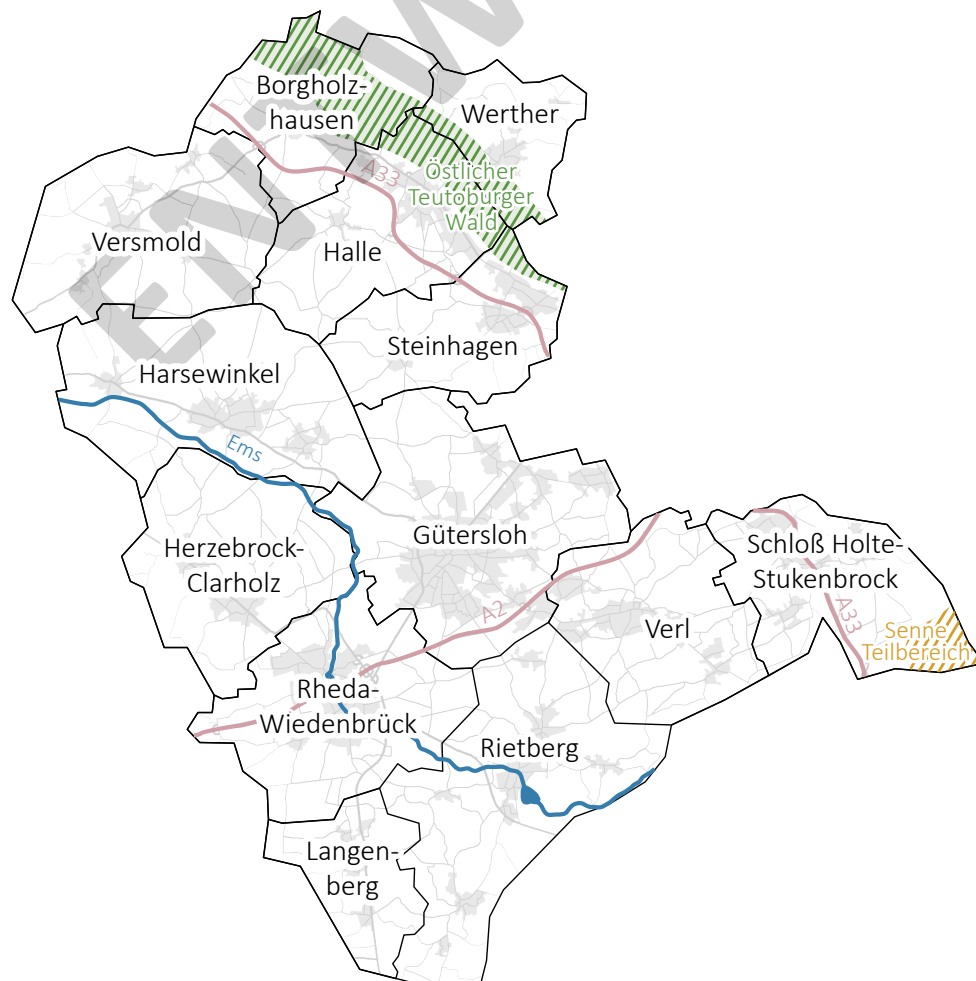 Borgholz-
hausen
Werther
A33
Östlicher
Teutoburger
Wald
Versmold
Halle
Steinhagen
Harsewinkel
Ems
Gütersloh
Herzebrock-
Clarholz
Schloß Holte-
Stukenbrock
A2
A33
Verl
Senne
Teilbereich
Rheda-
Wiedenbrück
Rietberg
Langen-
berg